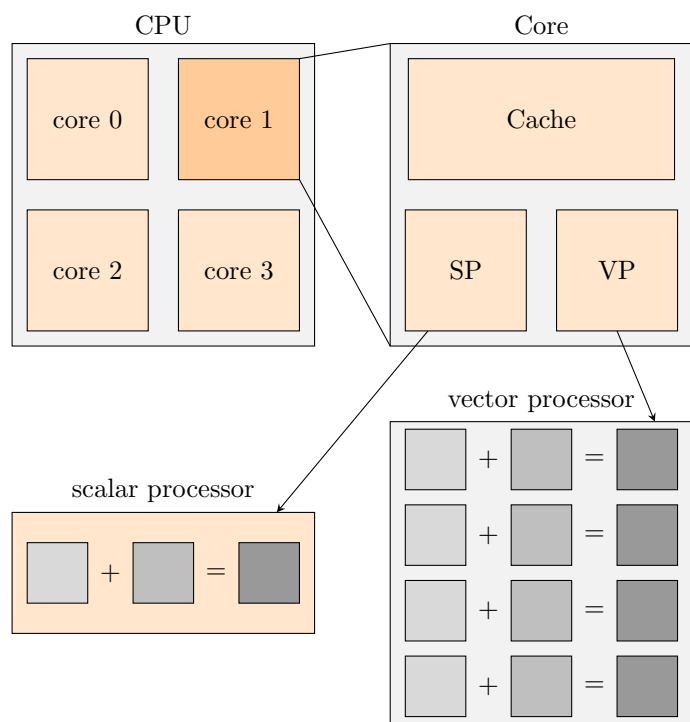 CPU
Core
core 0
core 1
Cache
core 2
core 3
SP
VP
vector processor
+ =
+ =
scalar processor
+ =
+ =
+ =